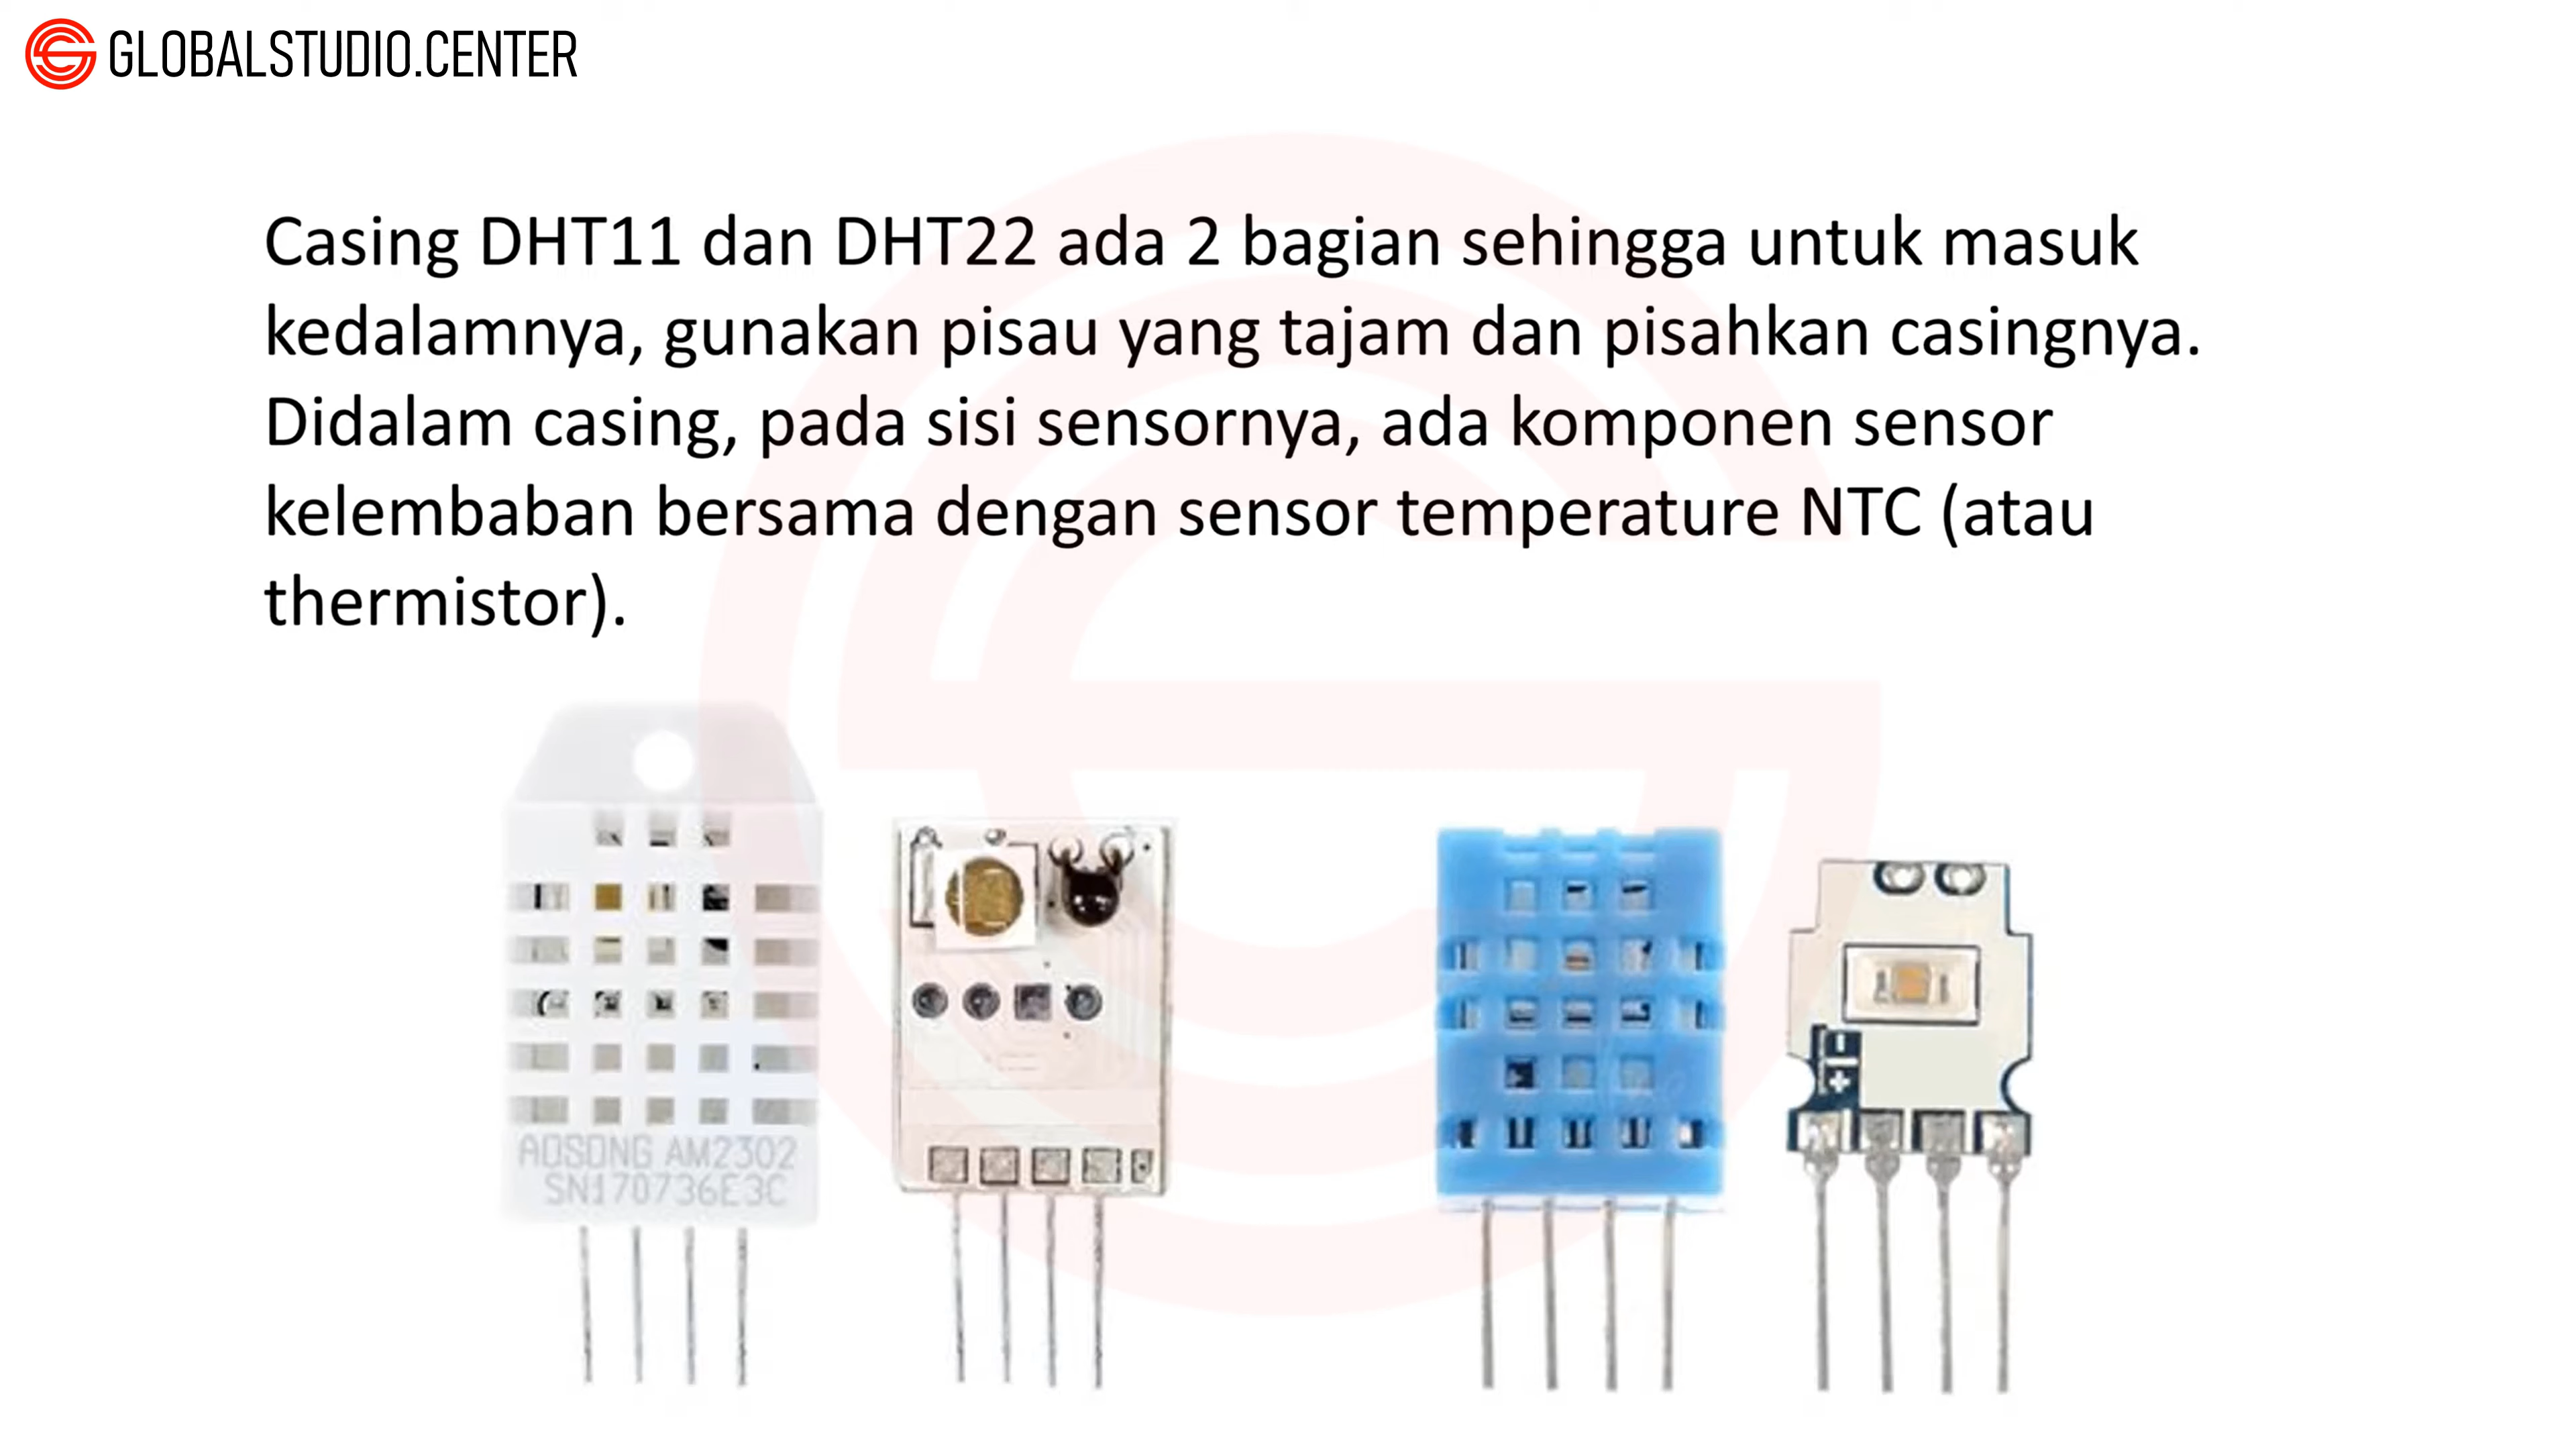 GLOBALSTUDIO.CENTER
Casing DHT11 dan DHT22 ada 2 bagian sehingga untuk masuk
kedalamnya, gunakan pisau yang tajam dan pisahkan casingnya.
Didalam casing, pada sisi sensornya, ada komponen sensor
kelembaban bersama dengan sensor temperature NTC (atau
thermistor).
AOSONG AM2302
SN170736E3C